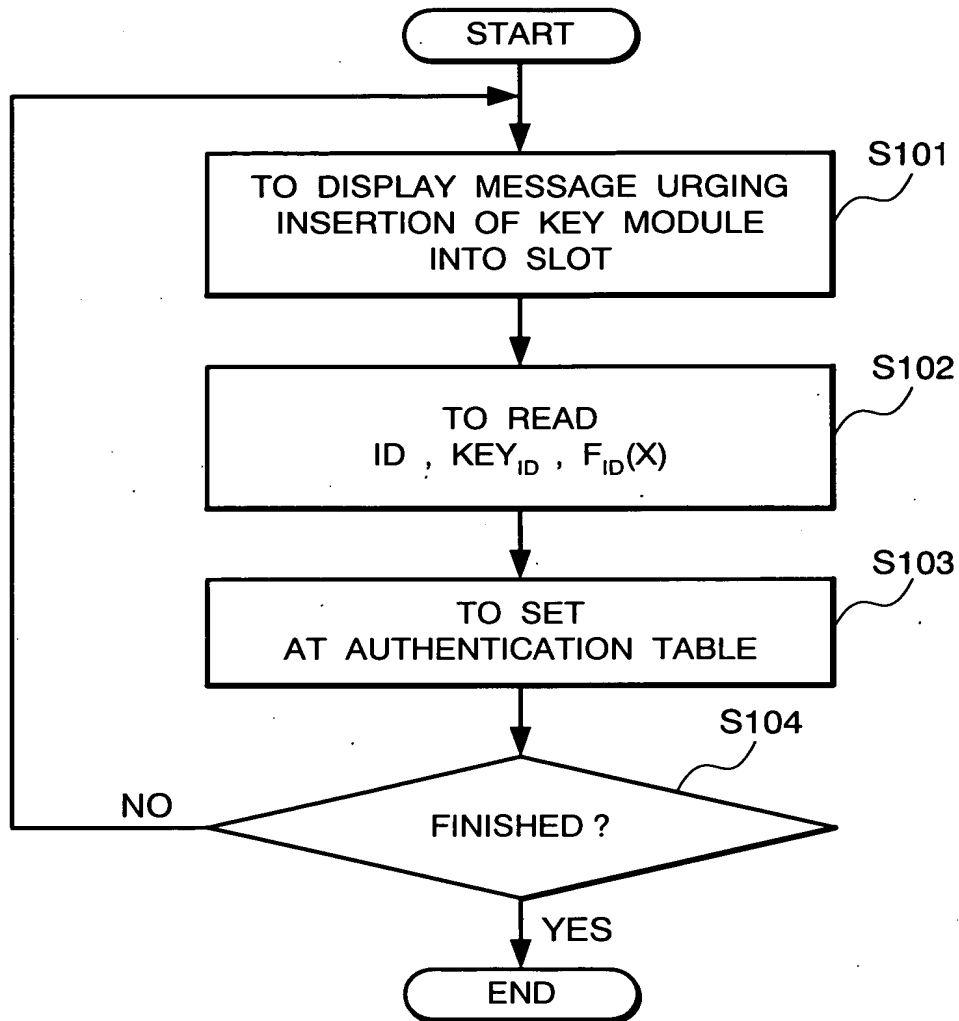 START
S101
TO DISPLAY MESSAGE URGING
INSERTION OF KEY MODULE
INTO SLOT
S102
TO READ
ID , KEY_ID , F_ID(X)
S103
TO SET
AT AUTHENTICATION TABLE
S104
NO
FINISHED ?
YES
END